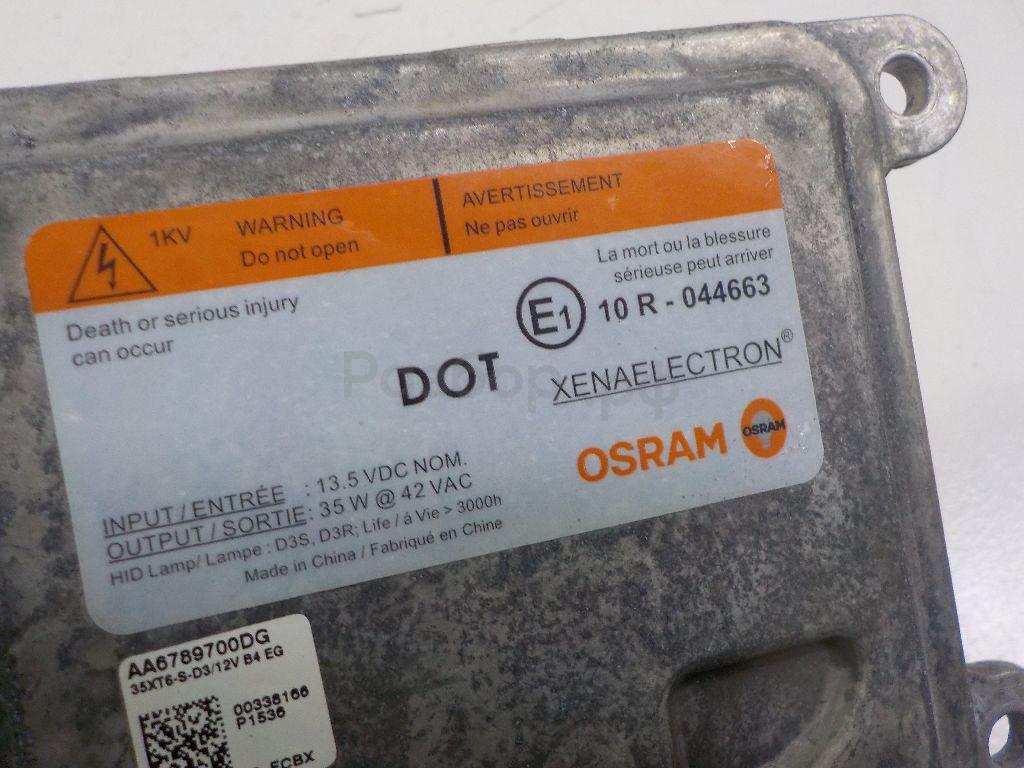 1KV
WARNING
Do not open
AVERTISSEMENT
Ne pas ouvrir
Death or serious injury
can occur
La mort ou la blessure
sérieuse peut arriver
E1
10 R - 044663
DOT
XENAELECTRON®
OSRAM
OSRAM
INPUT / ENTRÉE : 13.5 VDC NOM.
OUTPUT / SORTIE: 35 W @ 42 VAC
HID Lamp/ Lampe : D3S, D3R; Life / á Vie > 3000h
Made in China / Fabriqué en Chine
AA6789700DG
35XT6-S-D3/12V B4 EG
00338166
P1536
ECBX